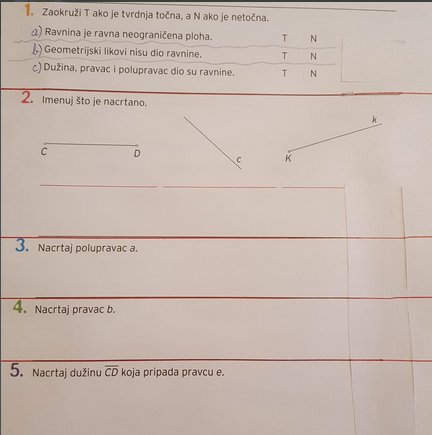 1. Zaokruži T ako je tvrdnja točna, a N ako je netočna.
a) Ravnina je ravna neograničena ploha. T N
b) Geometrijski likovi nisu dio ravnine. T N
c) Dužina, pravac i polupravac dio su ravnine. T N
2. Imenuj što je nacrtano.
k
C D c K
3. Nacrtaj polupravac a.
4. Nacrtaj pravac b.
5. Nacrtaj dužinu C̅D̅ koja pripada pravcu e.